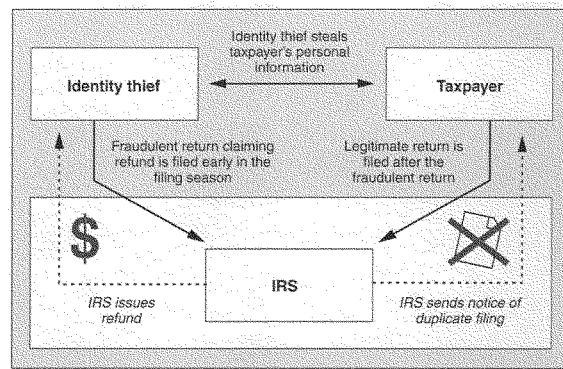 Identity thief steals
taxpayer's personal
information
Identity thief
Taxpayer
Fraudulent return claiming
refund is filed early in the
filing season
Legitimate return is
filed after the
fraudulent return
$
IRS
IRS issues
refund
IRS sends notice of
duplicate filing